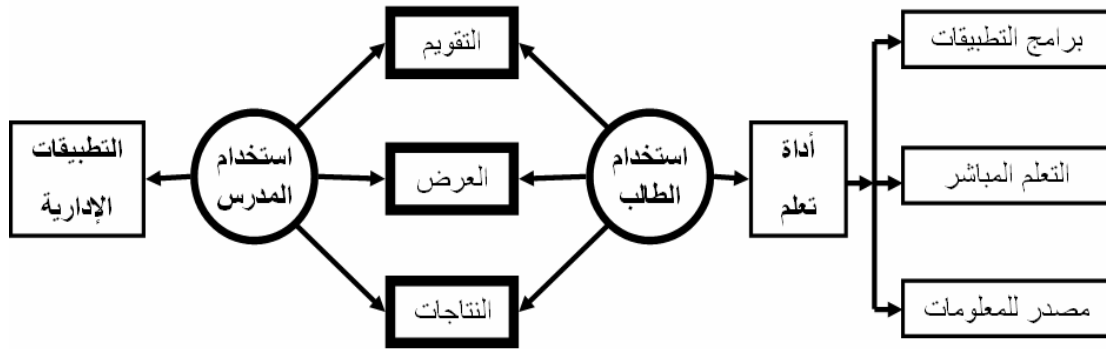 برامج التطبيقات
التعلم المباشر
مصدر للمعلومات
أداة
تعلم
استخدام
الطالب
التقويم
العرض
النتاجات
استخدام
المدرس
التطبيقات
الإدارية